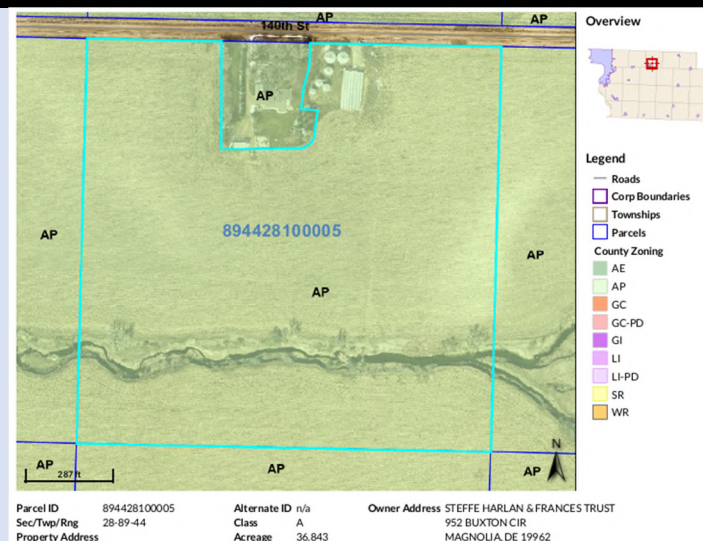 AP
AP
140th St
AP
894428100005
AP
AP
AP
AP
AP
AP
287 ft
N
Overview
Legend
Roads
Corp Boundaries
Townships
Parcels
County Zoning
AE
AP
GC
GC-PD
GI
LI
LI-PD
SR
WR
Parcel ID 894428100005 Alternate ID n/a Owner Address STEFFE HARLAN & FRANCES TRUST
Sec/Twp/Rng 28-89-44 Class A 952 BUXTON CIR
Property Address Acreage 36.843 MAGNOLIA, DE 19962